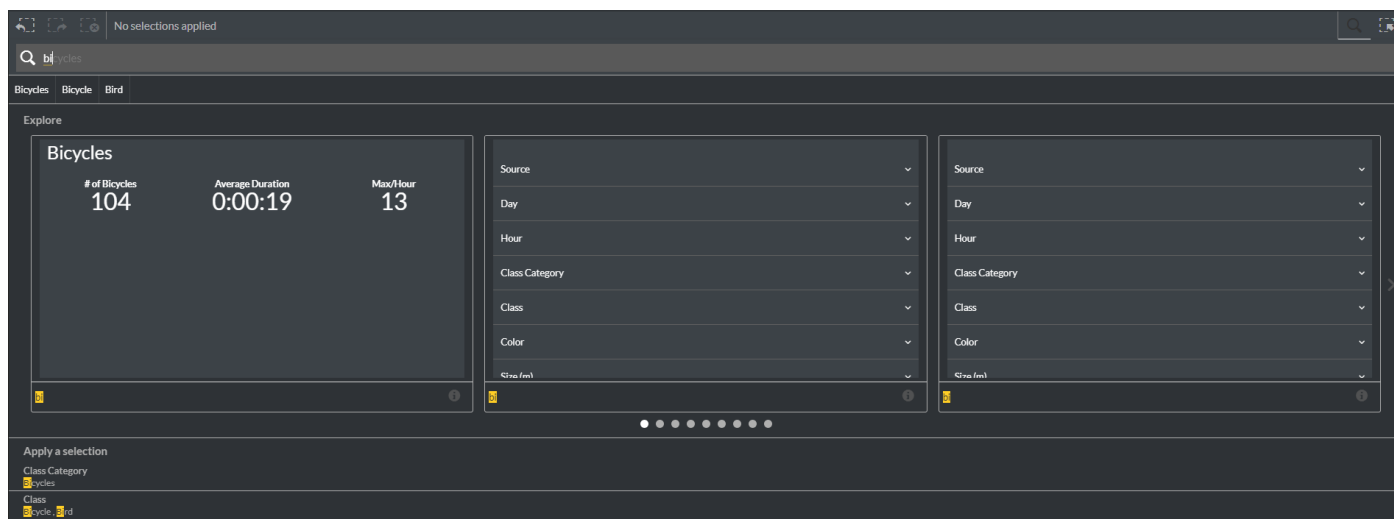 No selections applied
bicycles
Bicycles Bicycle Bird
Explore
Bicycles
# of Bicycles Average Duration Max/Hour
104 0:00:19 13
bi
Source
Day
Hour
Class Category
Class
Color
Size (m)
bi
Source
Day
Hour
Class Category
Class
Color
Size (m)
bi
Apply a selection
Class Category
Bicycles
Class
Bicycle , Bird